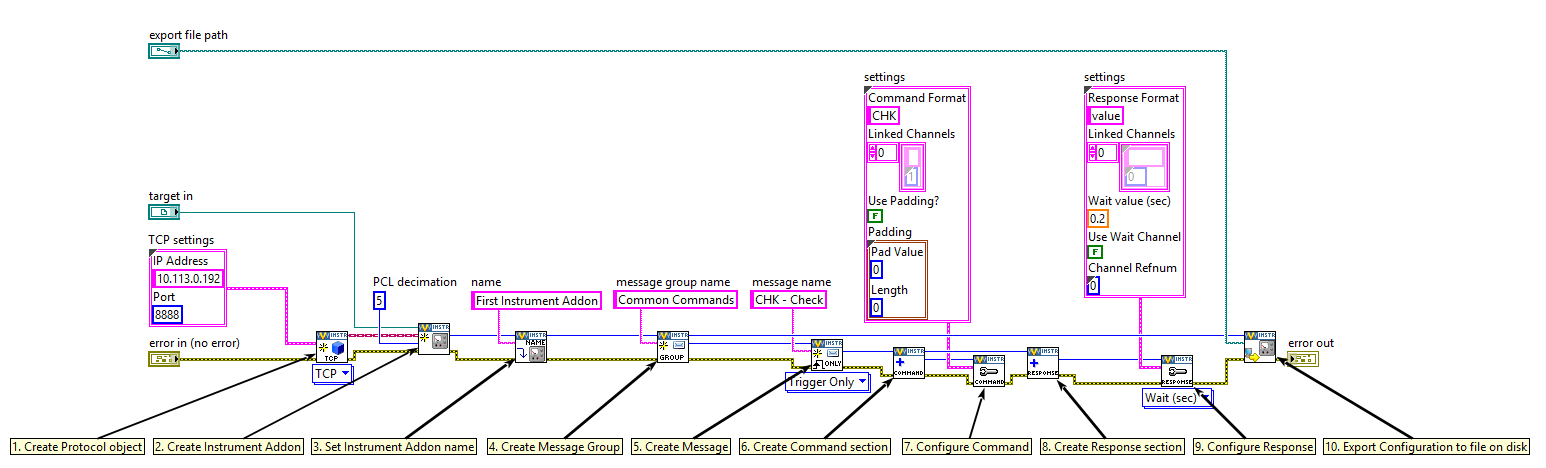 export file path
settings
settings
Command Format
CHK
Linked Channels
0
1
Use Padding?
F
Padding
Pad Value
0
Length
0
Response Format
value
Linked Channels
0
0
Wait value (sec)
0.2
Use Wait Channel
F
Channel Refnum
0
target in
TCP settings
IP Address
10.113.0.192
Port
8888
error in (no error)
PCL decimation
5
name
First Instrument Addon
message group name
Common Commands
message name
CHK - Check
INSTR
TCP
TCP
INSTR
INSTR
NAME
INSTR
GROUP
INSTR
ONLY
Trigger Only
INSTR
COMMAND
INSTR
COMMAND
INSTR
RESPONSE
INSTR
RESPONSE
Wait (sec)
INSTR
error out
1. Create Protocol object
2. Create Instrument Addon
3. Set Instrument Addon name
4. Create Message Group
5. Create Message
6. Create Command section
7. Configure Command
8. Create Response section
9. Configure Response
10. Export Configuration to file on disk